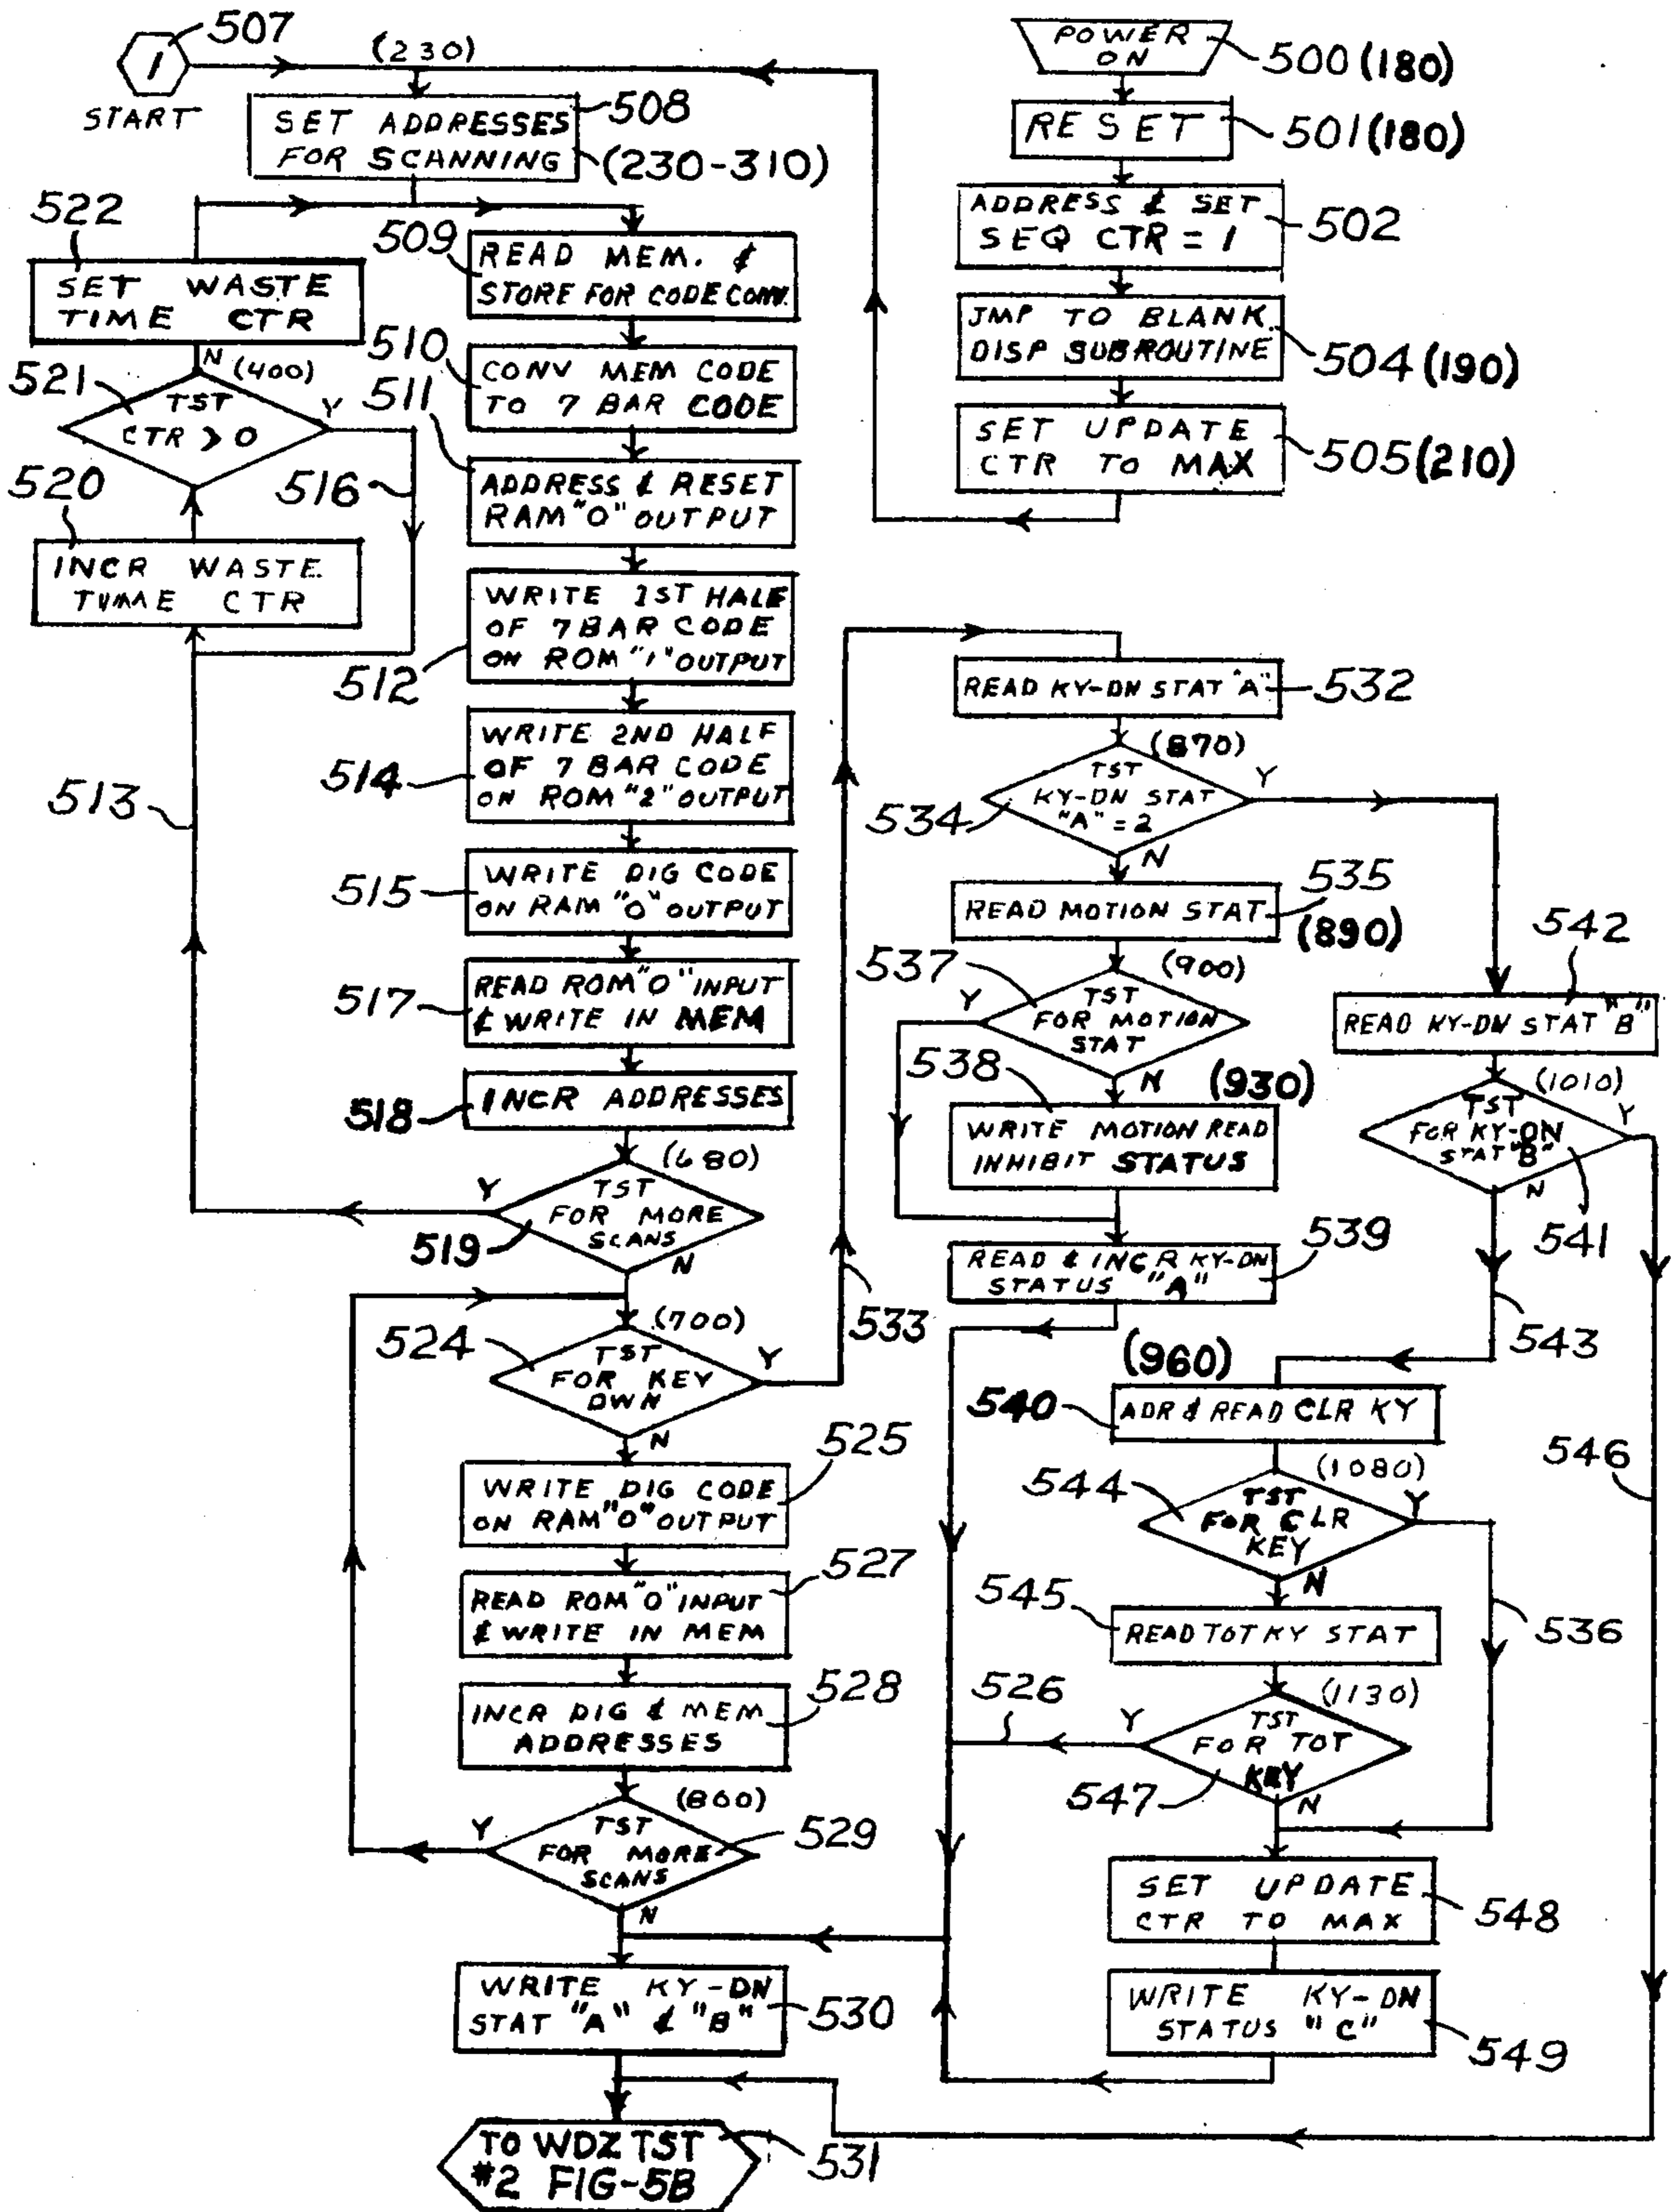 507
1
START
(230)
POWER
ON
500 (180)
RESET
501 (180)
ADDRESS & SET
SEQ CTR = 1
502
JMP TO BLANK.
DISP SUBROUTINE
504 (190)
SET UPDATE
CTR TO MAX
505 (210)
508
SET ADDRESSES
FOR SCANNING
(230-310)
522
SET WASTE
TIME CTR
N (400)
521
TST
CTR > 0
Y
520
516
INCR WASTE
TUMME CTR
513
509
READ MEM. &
STORE FOR CODE CONV.
510
CONV MEM CODE
TO 7 BAR CODE
511
ADDRESS & RESET
RAM "0" OUTPUT
WRITE 1ST HALF
OF 7 BAR CODE
ON ROM "1" OUTPUT
512
WRITE 2ND HALF
OF 7 BAR CODE
ON ROM "2" OUTPUT
514
WRITE DIG CODE
ON RAM "0" OUTPUT
515
READ ROM "0" INPUT
& WRITE IN MEM
517
INCR ADDRESSES
518
(680)
Y
TST
FOR MORE
SCANS
519
N
(700)
524
TST
FOR KEY
DWN
Y
533
N
525
WRITE DIG CODE
ON RAM "0" OUTPUT
527
READ ROM "0" INPUT
& WRITE IN MEM
528
INCR DIG & MEM
ADDRESSES
(860)
Y
TST
FOR MORE
SCANS
529
N
WRITE KY-DN
STAT "A" & "B"
530
TO WDZ TST
#2 FIG-5B
531
READ KY-DN STAT "A"
532
(870)
TST
KY-DN STAT
"A" = 2
Y
534
N
535
READ MOTION STAT
(890)
537
(900)
Y
TST
FOR MOTION
STAT
538
N
(930)
WRITE MOTION READ
INHIBIT STATUS
539
READ & INCR KY-DN
STATUS "A"
542
READ KY-DN STAT "B"
(1010)
TST
FOR KY-DN
STAT "B"
Y
N
541
543
(960)
540
ADR & READ CLR KY
(1080)
544
TST
FOR CLR
KEY
Y
N
545
READ TOT KY STAT
536
546
526
(1130)
Y
TST
FOR TOT
KEY
547
N
SET UPDATE
CTR TO MAX
548
WRITE KY-DN
STATUS "C"
549